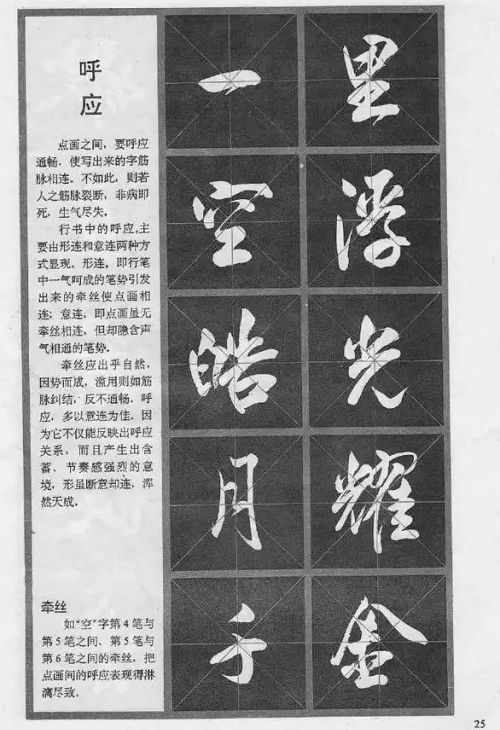 呼
应
点画之间，要呼应
通畅，使写出来的字筋
脉相连。不如此，则若
人之筋脉裂断，非病即
死，生气尽失。
行书中的呼应，主
要由形连和意连两种方
式显现。形连，即行笔
中一气呵成的笔势引发
出来的牵丝使点画相
连；意连，即点画虽无
牵丝相连，但却隐含声
气相通的笔势。
牵丝应出乎自然，
因势而成，滥用则如筋
脉纠结，反不通畅。呼
应，多以意连为佳，因
为它不仅能反映出呼应
关系，而且产生出含
蓄、节奏感强烈的意
境，形虽断意却连，浑
然天成。
牵丝
如“空”字第4笔与
第5笔之间、第5笔与
第6笔之间的牵丝，把
点画间的呼应表现得淋
漓尽致。
一
空
皓
月
千
里
浮
光
耀
金
25